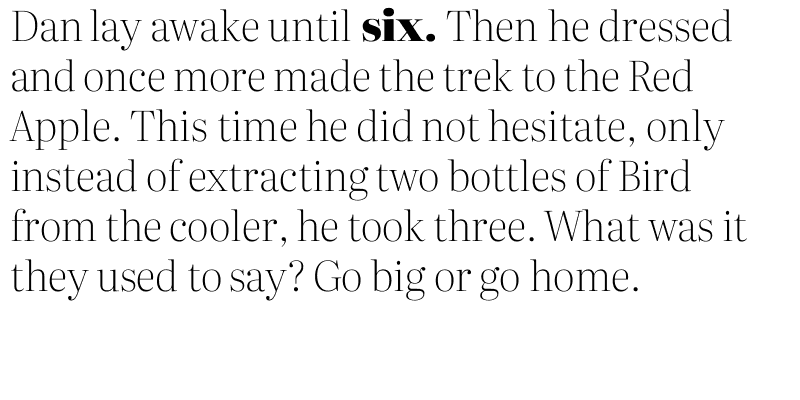 Dan lay awake until six. Then he dressed
and once more made the trek to the Red
Apple. This time he did not hesitate, only
instead of extracting two bottles of Bird
from the cooler, he took three. What was it
they used to say? Go big or go home.